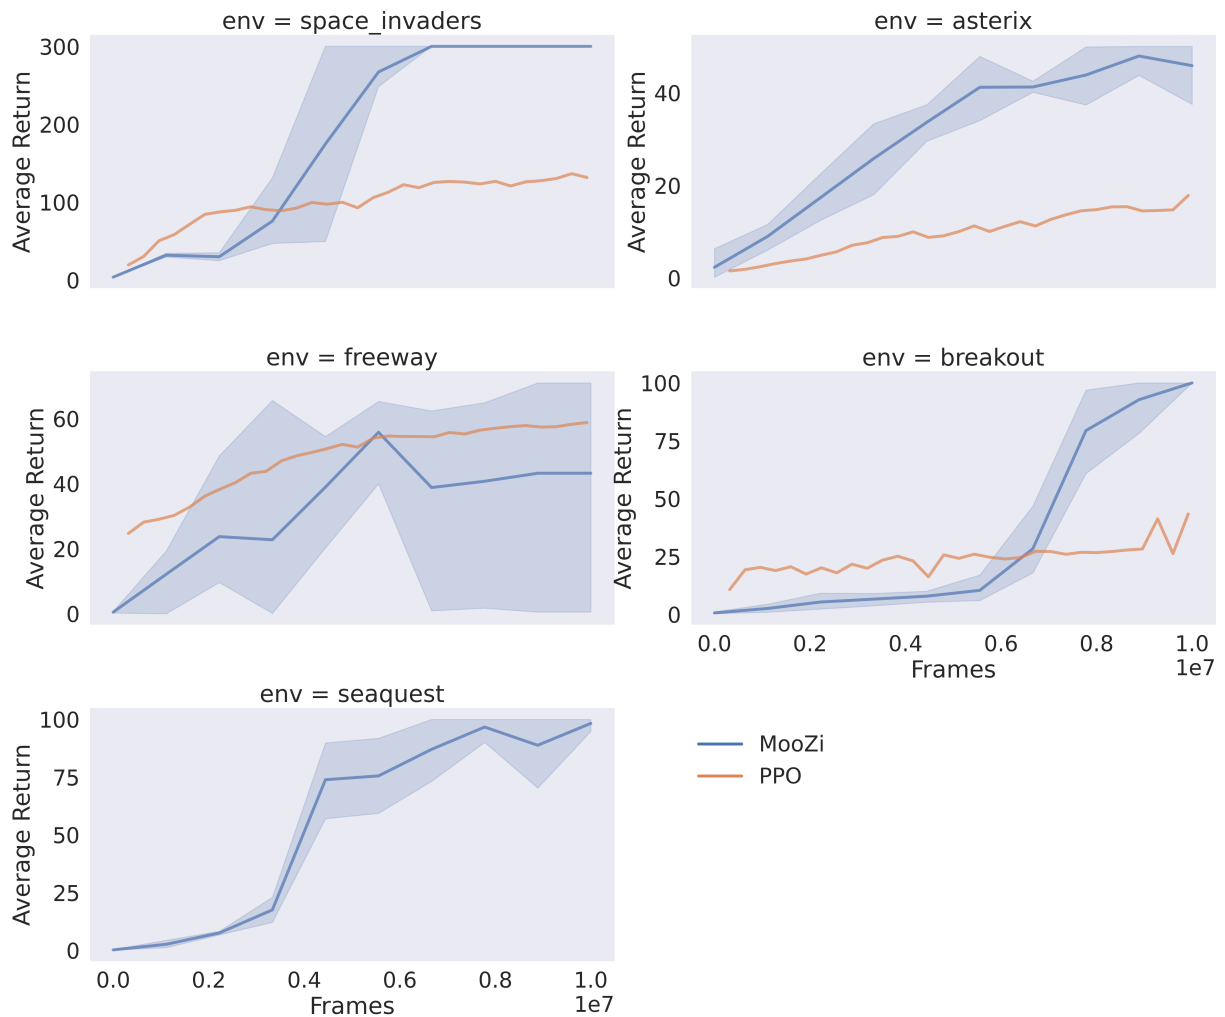 env = space_invaders
300
200
100
0
Average Return
env = asterix
40
20
0
Average Return
env = freeway
60
40
20
0
Average Return
env = breakout
100
75
50
25
0
Average Return
0.0 0.2 0.4 0.6 0.8 1.0
1e7
Frames
env = seaquest
100
75
50
25
0
Average Return
0.0 0.2 0.4 0.6 0.8 1.0
1e7
Frames
MooZi
PPO